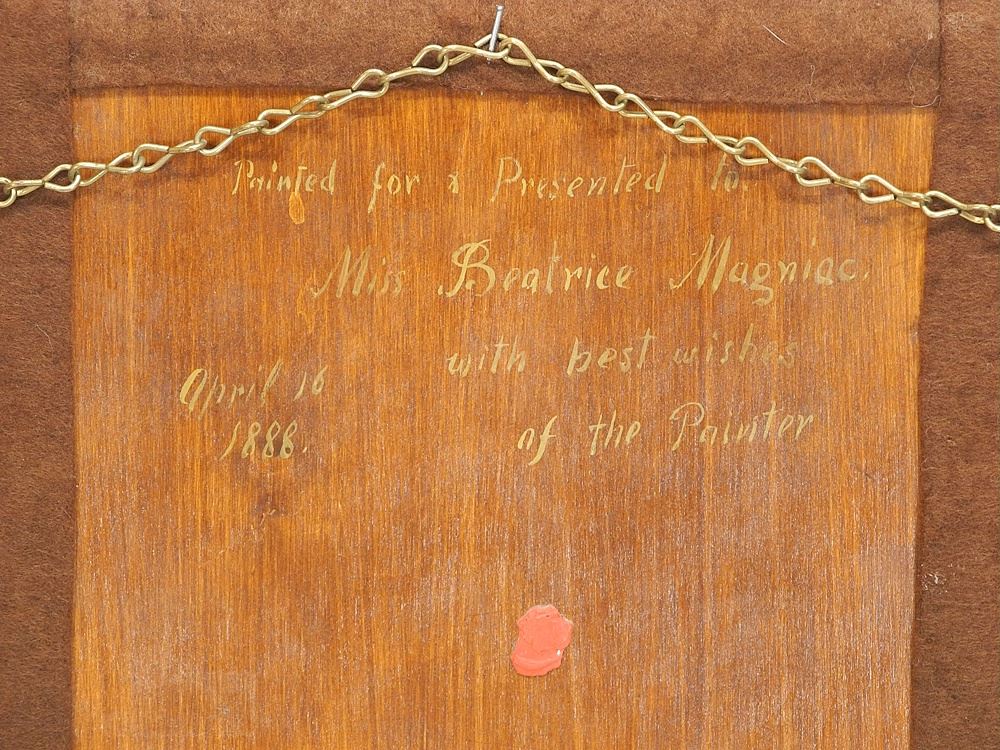 Painted for & Presented to.
Miss Beatrice Magniac.
with best wishes
April 16
1888.
of the Painter